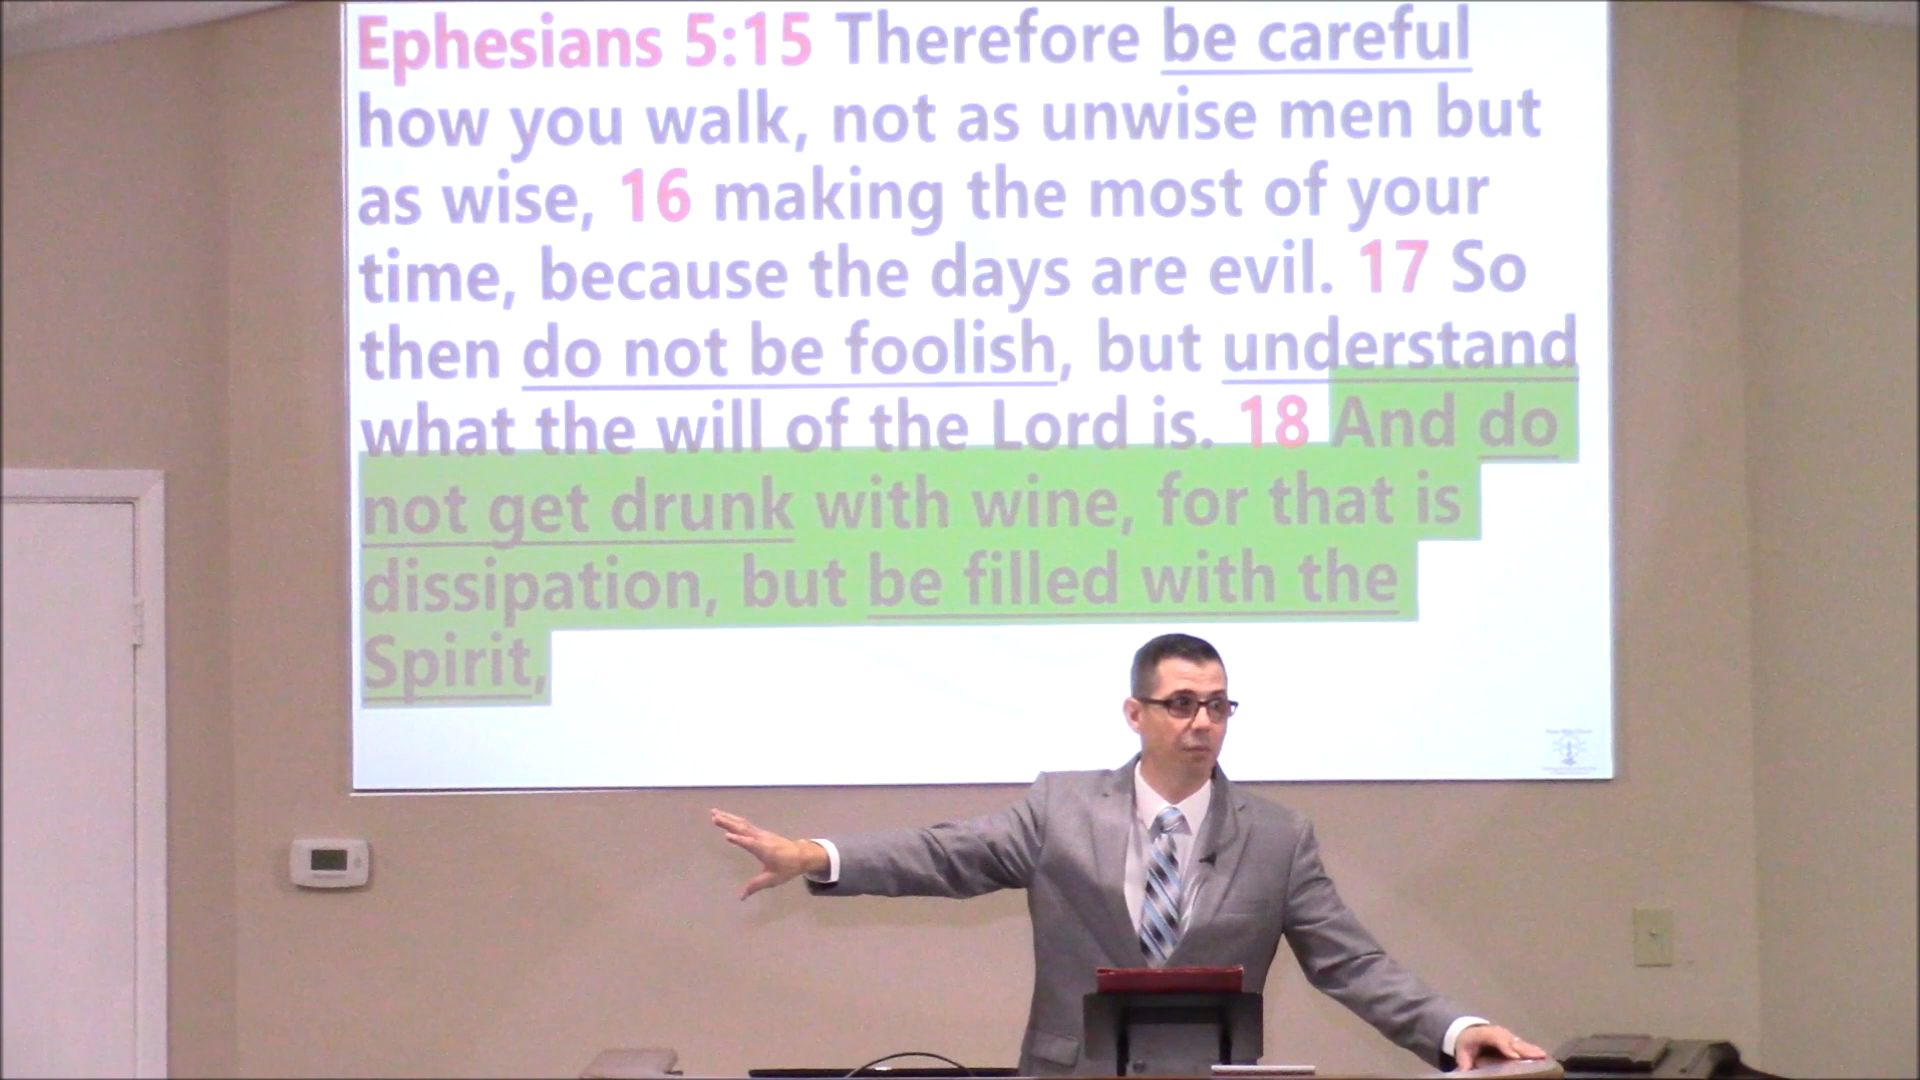 Ephesians 5:15 Therefore be careful
how you walk, not as unwise men but
as wise, 16 making the most of your
time, because the days are evil. 17 So
then do not be foolish, but understand
what the will of the Lord is. 18 And do
not get drunk with wine, for that is
dissipation, but be filled with the
Spirit,